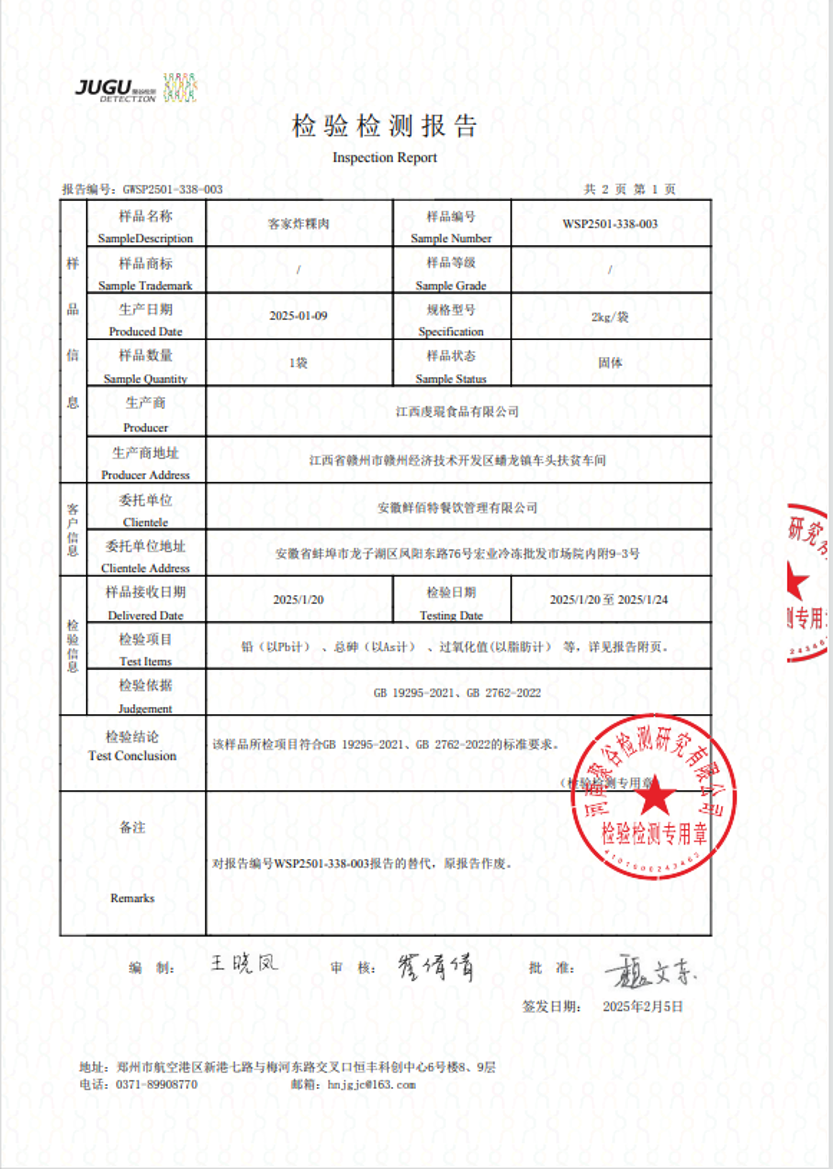 JUGU 聚谷检测
DETECTION
检验检测报告
Inspection Report
报告编号：GWSP2501-338-003 共 2 页 第 1 页
样品信息
样品名称 客家炸粿肉 样品编号 WSP2501-338-003
SampleDescription Sample Number
样品商标 / 样品等级 /
Sample Trademark Sample Grade
生产日期 2025-01-09 规格型号 2kg/袋
Produced Date Specification
样品数量 1袋 样品状态 固体
Sample Quantity Sample Status
生产商 江西虔琨食品有限公司
Producer
生产商地址 江西省赣州市赣州经济技术开发区蟠龙镇车头扶贫车间
Producer Address
客户信息
委托单位 安徽鲜佰特餐饮管理有限公司
Clientele
委托单位地址 安徽省蚌埠市龙子湖区凤阳东路76号宏业冷冻批发市场院内附9-3号
Clientele Address
检验信息
样品接收日期 2025/1/20 检验日期 2025/1/20 至 2025/1/24
Delivered Date Testing Date
检验项目 铅（以Pb计）、总砷（以As计）、过氧化值(以脂肪计） 等，详见报告附页。
Test Items
检验依据 GB 19295-2021、GB 2762-2022
Judgement
检验结论 该样品所检项目符合GB 19295-2021、GB 2762-2022的标准要求。
Test Conclusion
（检验检测专用章）
河南聚谷检测研究有限公司
检验检测专用章
备注 对报告编号WSP2501-338-003报告的替代，原报告作废。
Remarks
编 制： 王晓凤 审 核： 崔倩倩 批 准： 魏文东
签发日期： 2025年2月5日
地址：郑州市航空港区新港七路与梅河东路交叉口恒丰科创中心6号楼8、9层
电话：0371-89908770 邮箱：hnjgjc@163.com